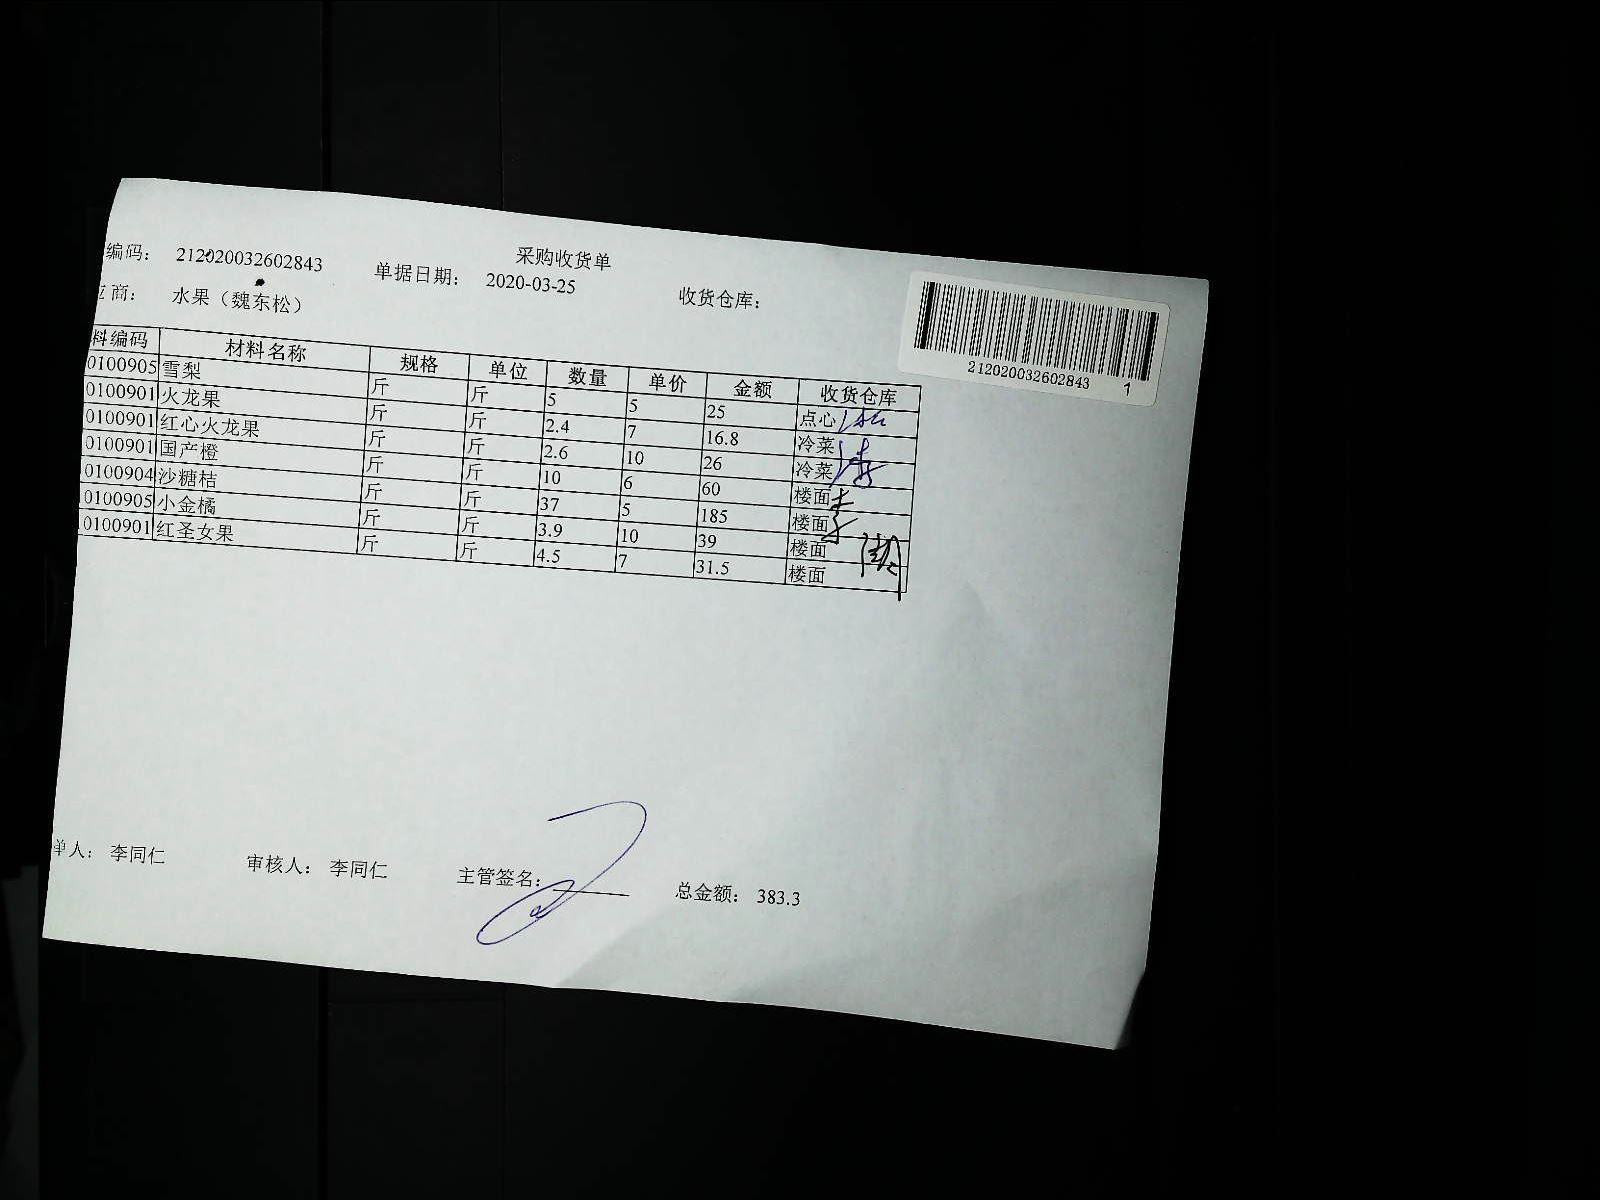 采购收货单
编码： 212020032602843 单据日期： 2020-03-25 收货仓库：
应商： 水果（魏东松）
212020032602843 1
料编码 材料名称 规格 单位 数量 单价 金额 收货仓库
0100905 雪梨 斤 斤 5 5 25 点心
0100901 火龙果 斤 斤 2.4 7 16.8 冷菜
0100901 红心火龙果 斤 斤 2.6 10 26 冷菜
0100901 国产橙 斤 斤 10 6 60 楼面
0100904 沙糖桔 斤 斤 37 5 185 楼面
0100905 小金橘 斤 斤 3.9 10 39 楼面
0100901 红圣女果 斤 斤 4.5 7 31.5 楼面
单人： 李同仁 审核人： 李同仁 主管签名： 总金额： 383.3